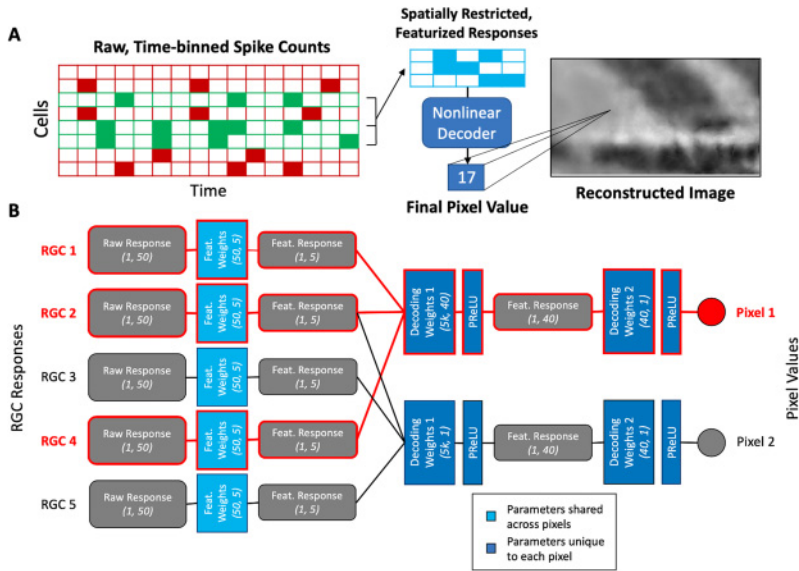 A
Raw, Time-binned Spike Counts
Cells
Time
Spatially Restricted,
Featurized Responses
Nonlinear
Decoder
17
Final Pixel Value
Reconstructed Image
B
RGC Responses
RGC 1
Raw Response
(1, 50)
Feat.
Weights
(50, 5)
Feat. Response
(1, 5)
RGC 2
Raw Response
(1, 50)
Feat.
Weights
(50, 5)
Feat. Response
(1, 5)
RGC 3
Raw Response
(1, 50)
Feat.
Weights
(50, 5)
Feat. Response
(1, 5)
RGC 4
Raw Response
(1, 50)
Feat.
Weights
(50, 5)
Feat. Response
(1, 5)
RGC 5
Raw Response
(1, 50)
Feat.
Weights
(50, 5)
Feat. Response
(1, 5)
Decoding
Weights 1
(5k, 40)
PReLU
Feat. Response
(1, 40)
Decoding
Weights 2
(40, 1)
PReLU
Pixel 1
Decoding
Weights 1
(5k, 1)
PReLU
Feat. Response
(1, 40)
Decoding
Weights 2
(40, 1)
PReLU
Pixel 2
Pixel Values
Parameters shared
across pixels
Parameters unique
to each pixel